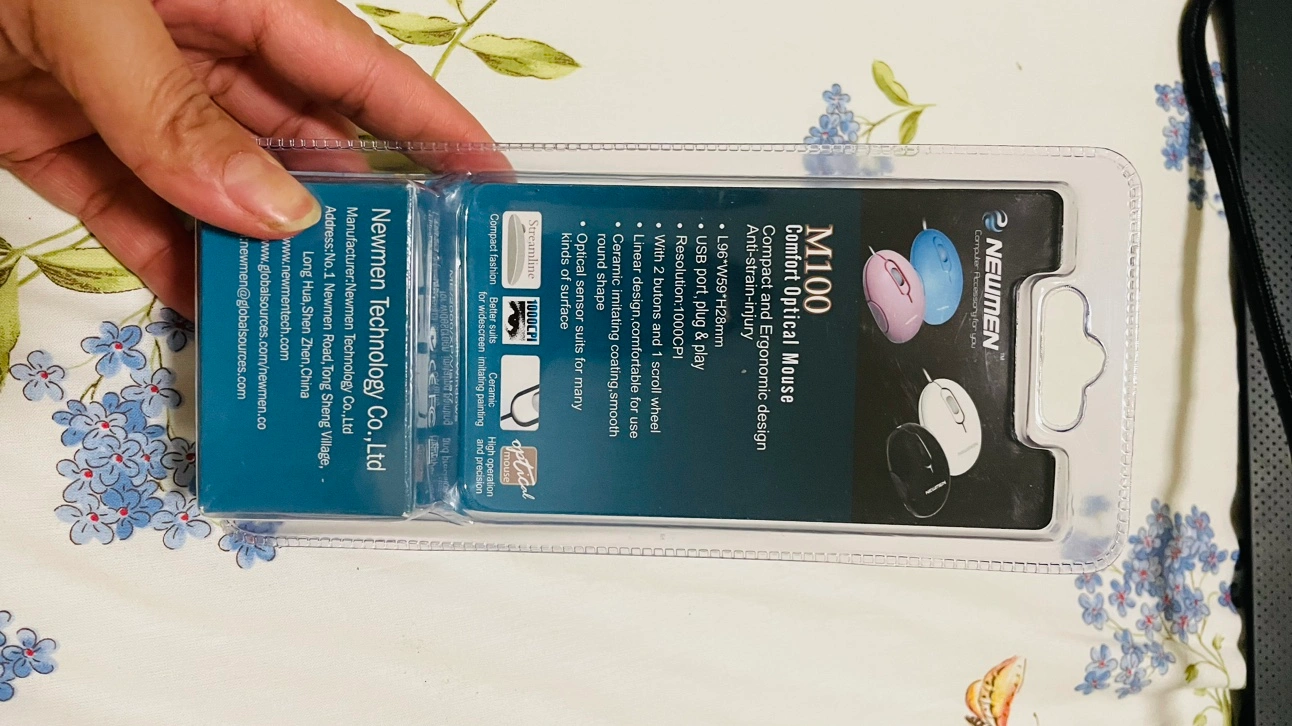 NEWMEN™
Computer Accessory for you
NEWMEN
M100
Comfort Optical Mouse
Compact and Ergonomic design
Anti-strain-injury
• L96*W58*H28mm
• USB port, plug & play
• Resolution:1000CPI
• With 2 butons and 1 scroll wheel
• Linear design,comfortable for use
• Ceramic imitating coating,smooth
round shape
• Optical sensor suits for many
kinds of surface
Streamline
1000CPI
optical
mouse
Compact fashion
Better suits
for widescreen
Ceramic
imitating painting
High operation
and precision
Newmen Technology Co.,Ltd
Manufacturer:Newmen Technology Co.,Ltd
Address:No.1 Newmen Road,Tong Sheng Village,
Long Hua,Shen Zhen,China
www.newmentech.com
www.globalsources.com/newmen.co
newmen@globalsources.com